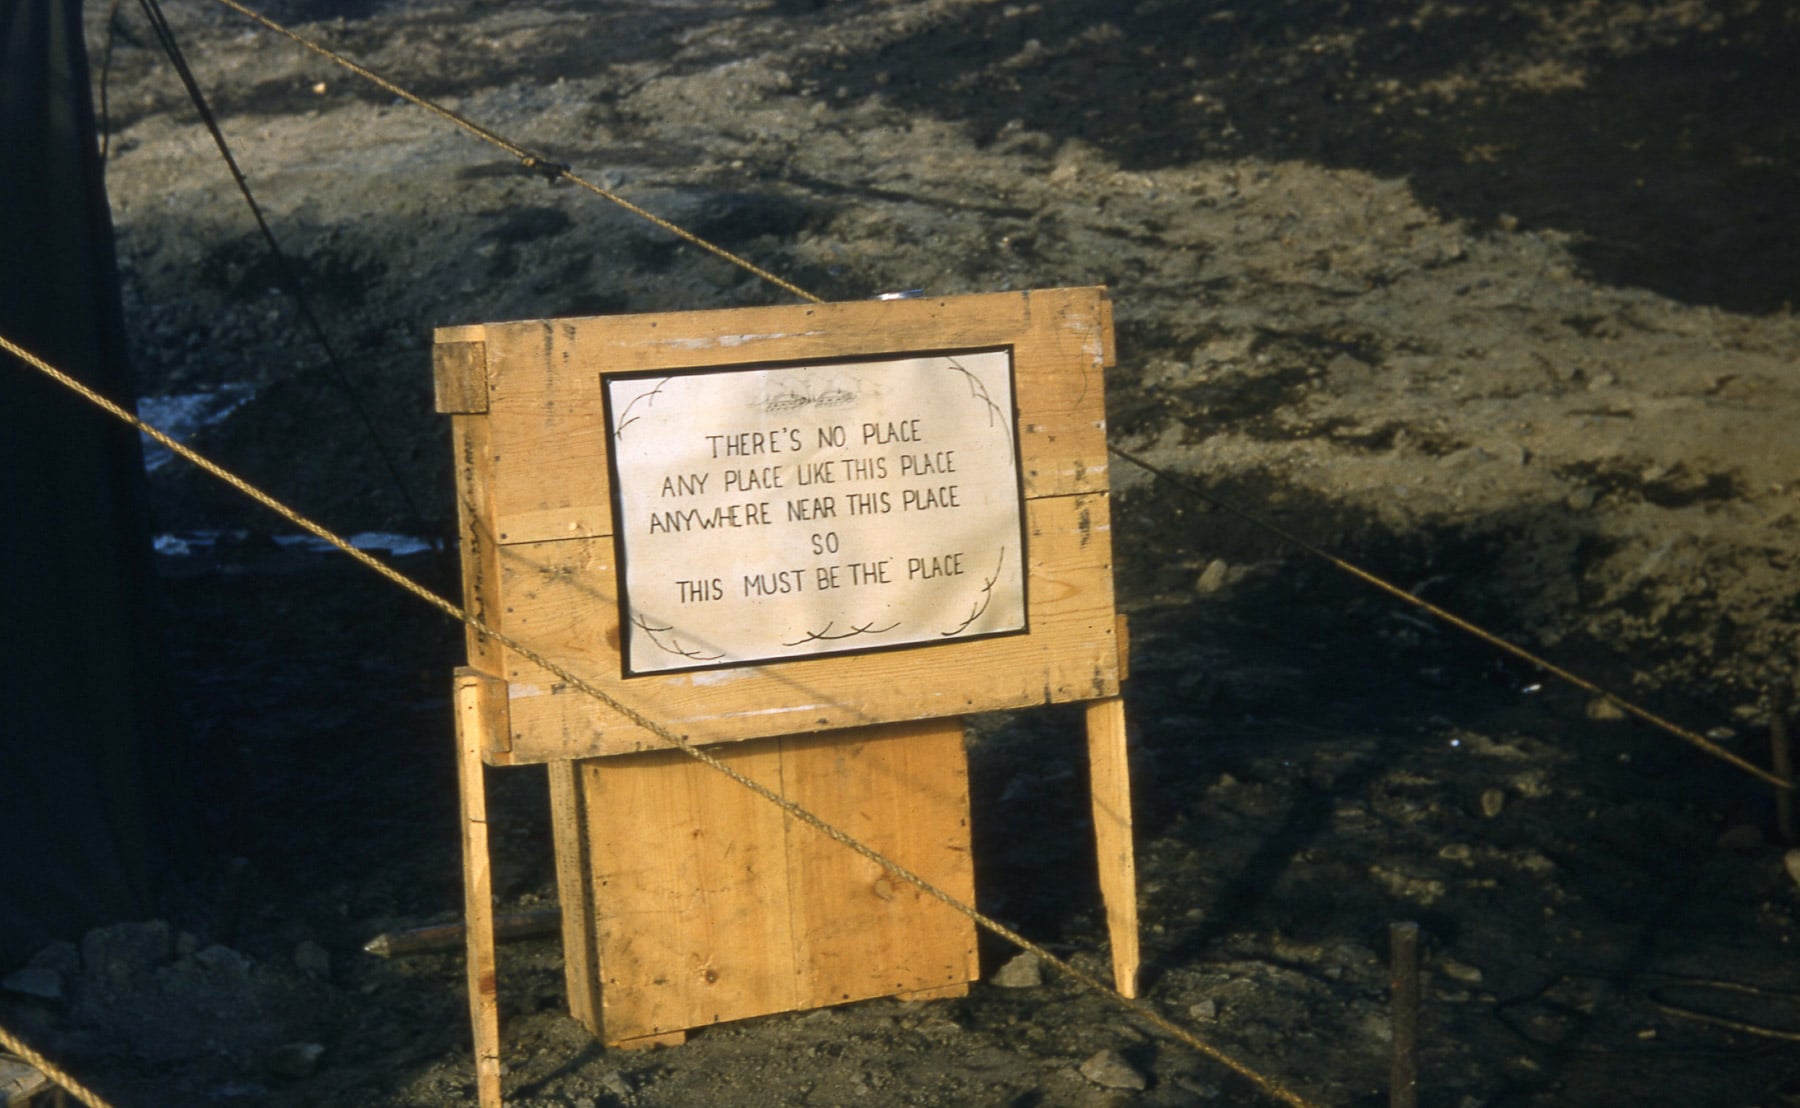 THERE'S NO PLACE
ANY PLACE LIKE THIS PLACE
ANYWHERE NEAR THIS PLACE
SO
THIS MUST BE THE PLACE